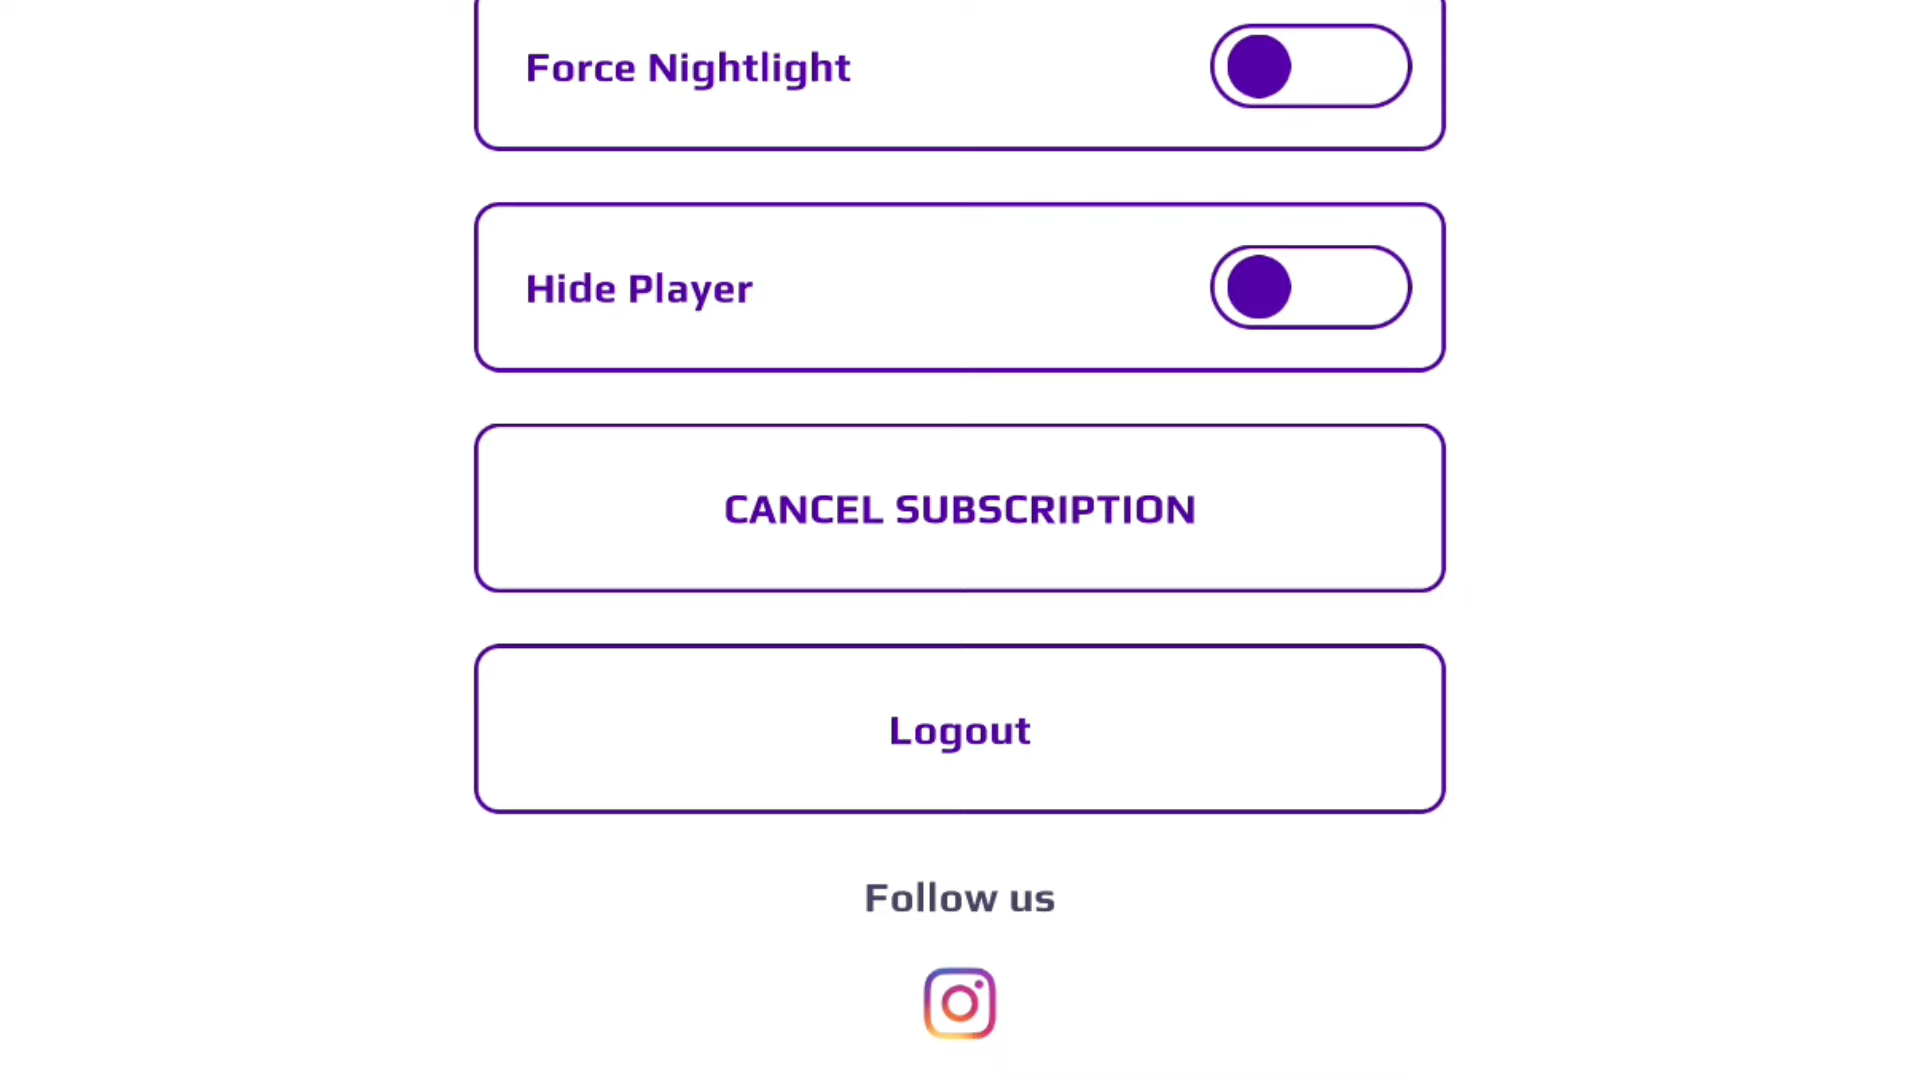 Force Nightlight
Hide Player
CANCEL SUBSCRIPTION
Logout
Follow us